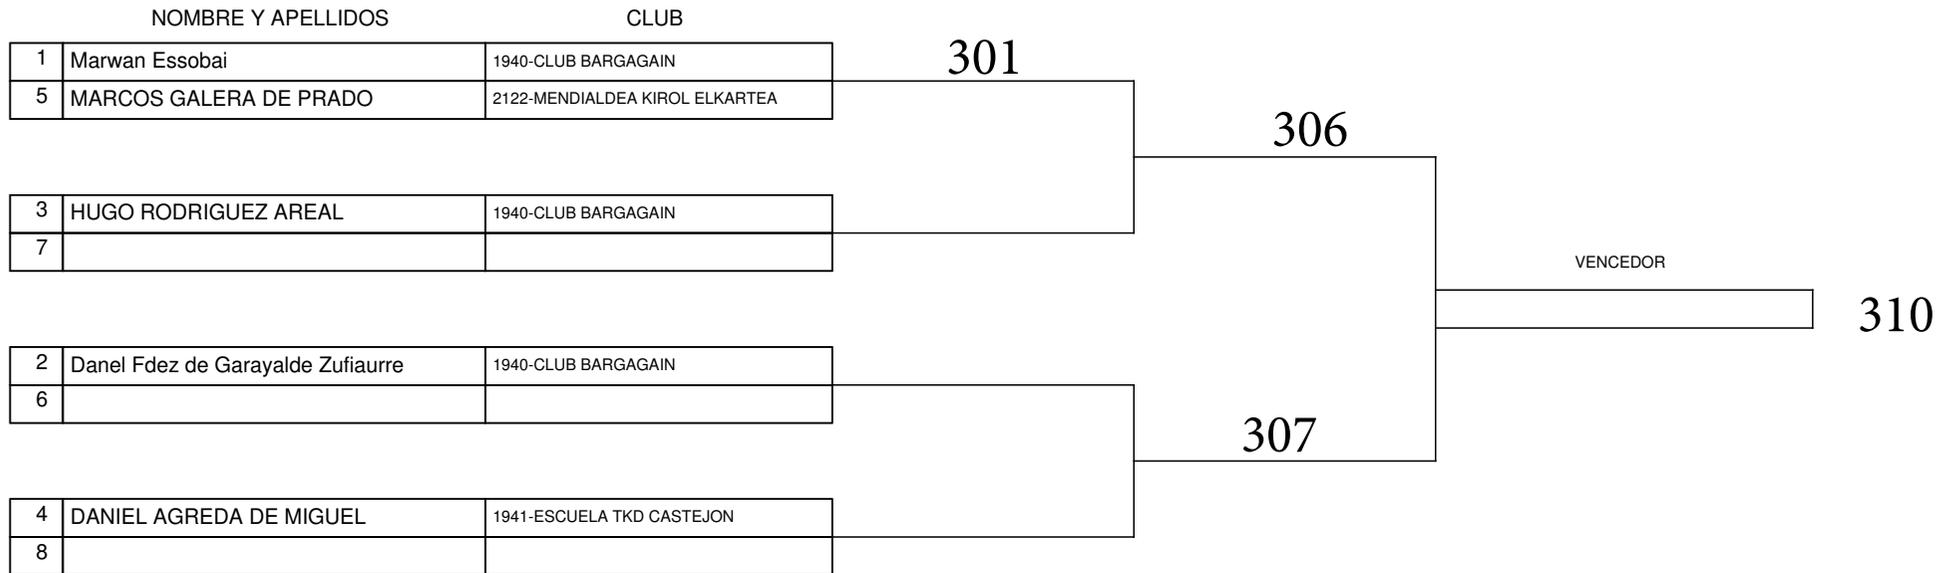 NOMBRE Y APELLIDOS CLUB
1 Marwan Essobai 1940-CLUB BARGAGAIN
301
5 MARCOS GALERA DE PRADO 2122-MENDIALDEA KIROL ELKARTEA
306
3 HUGO RODRIGUEZ AREAL 1940-CLUB BARGAGAIN
7
VENCEDOR
310
2 Danel Fdez de Garayalde Zufiaurre 1940-CLUB BARGAGAIN
6
307
4 DANIEL AGREDA DE MIGUEL 1941-ESCUELA TKD CASTEJON
8